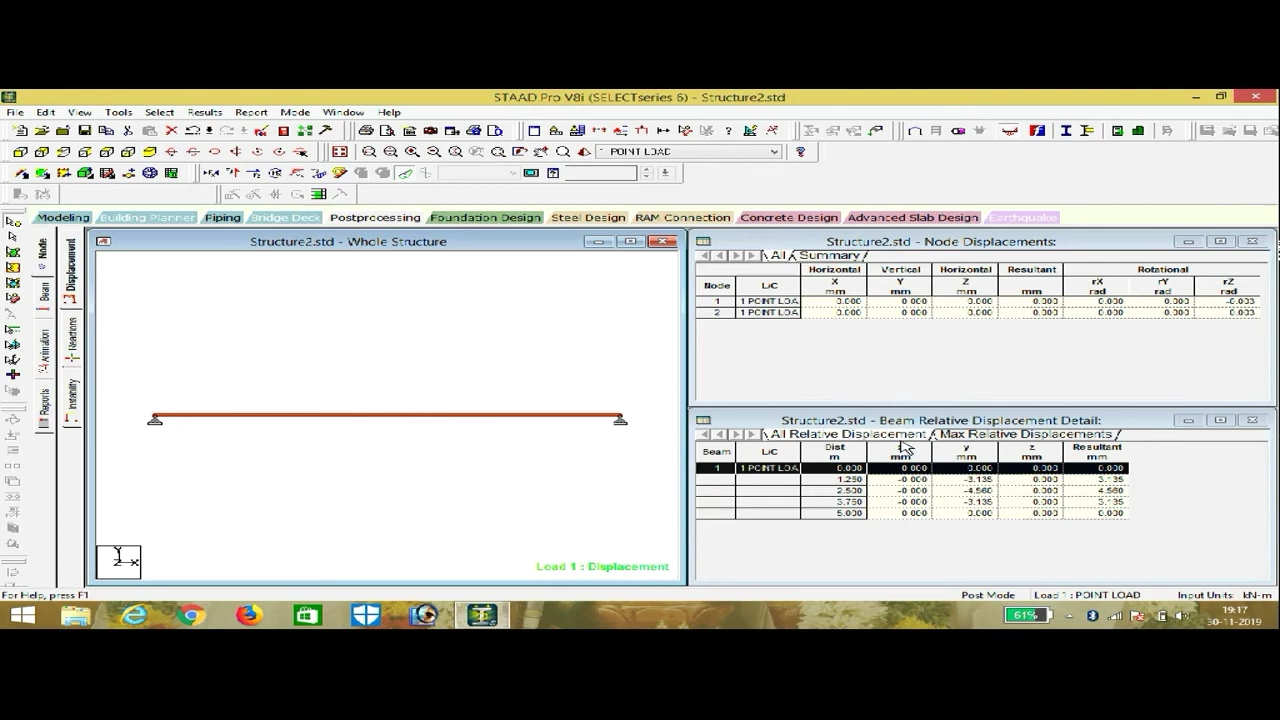 STAAD.Pro V8i (SELECTseries 6) - Structure2.std
File Edit View Tools Select Results Report Mode Window Help
1 POINT LOAD
Modeling Building Planner Piping Bridge Deck Postprocessing Foundation Design Steel Design RAM Connection Concrete Design Advanced Slab Design Earthquake
Node
Beam
Animation
Reports
Displacement
Reactions
Instability
Structure2.std - Whole Structure
Y
X
Z
Load 1 : Displacement
Structure2.std - Node Displacements:
All Summary
Horizontal Vertical Horizontal Resultant Rotational
Node L/C X mm Y mm Z mm mm rX rad rY rad rZ rad
1 1 POINT LOA 0.000 0.000 0.000 0.000 0.000 0.000 -0.003
2 1 POINT LOA 0.000 0.000 0.000 0.000 0.000 0.000 0.003
Structure2.std - Beam Relative Displacement Detail:
All Relative Displacement Max Relative Displacements
Beam L/C Dist m mm y mm z mm Resultant mm
1 1 POINT LOA 0.000 0.000 0.000 0.000 0.000
1.250 -0.000 -3.135 0.000 3.135
2.500 -0.000 -4.560 0.000 4.560
3.750 -0.000 -3.135 0.000 3.135
5.000 0.000 0.000 0.000 0.000
For Help, press F1
Post Mode Load 1 : POINT LOAD Input Units: kN-m
61%
19:17
30-11-2019